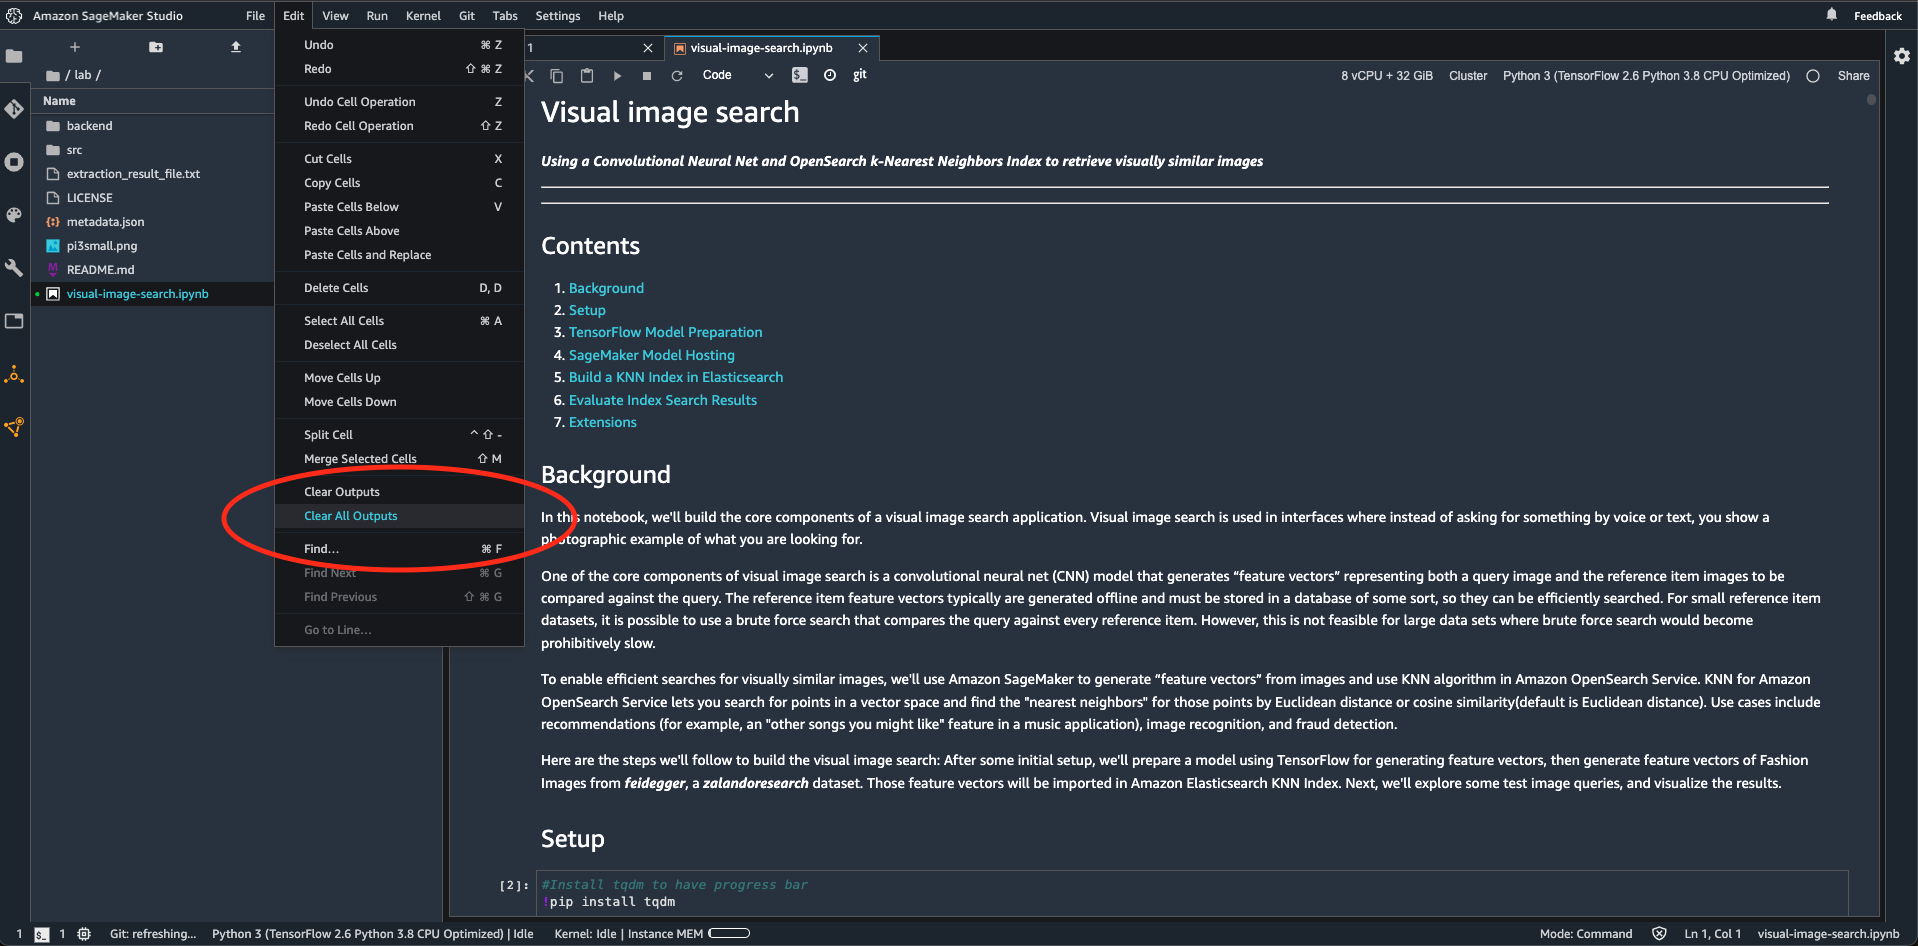 Amazon SageMaker Studio File Edit View Run Kernel Git Tabs Settings Help Feedback
/ lab /
Name
backend
src
extraction_result_file.txt
LICENSE
metadata.json
pi3small.png
README.md
visual-image-search.ipynb
Undo ⌘ Z
Redo ⇧ ⌘ Z
Undo Cell Operation Z
Redo Cell Operation ⇧ Z
Cut Cells X
Copy Cells C
Paste Cells Below V
Paste Cells Above
Paste Cells and Replace
Delete Cells D, D
Select All Cells ⌘ A
Deselect All Cells
Move Cells Up
Move Cells Down
Split Cell ^ ⇧ -
Merge Selected Cells ⇧ M
Clear Outputs
Clear All Outputs
Find... ⌘ F
Find Next ⌘ G
Find Previous ⇧ ⌘ G
Go to Line...
1 visual-image-search.ipynb
Code git 8 vCPU + 32 GiB Cluster Python 3 (TensorFlow 2.6 Python 3.8 CPU Optimized) Share
Visual image search
Using a Convolutional Neural Net and OpenSearch k-Nearest Neighbors Index to retrieve visually similar images
Contents
1. Background
2. Setup
3. TensorFlow Model Preparation
4. SageMaker Model Hosting
5. Build a KNN Index in Elasticsearch
6. Evaluate Index Search Results
7. Extensions
Background
In this notebook, we'll build the core components of a visual image search application. Visual image search is used in interfaces where instead of asking for something by voice or text, you show a
photographic example of what you are looking for.
One of the core components of visual image search is a convolutional neural net (CNN) model that generates “feature vectors” representing both a query image and the reference item images to be
compared against the query. The reference item feature vectors typically are generated offline and must be stored in a database of some sort, so they can be efficiently searched. For small reference item
datasets, it is possible to use a brute force search that compares the query against every reference item. However, this is not feasible for large data sets where brute force search would become
prohibitively slow.
To enable efficient searches for visually similar images, we'll use Amazon SageMaker to generate “feature vectors” from images and use KNN algorithm in Amazon OpenSearch Service. KNN for Amazon
OpenSearch Service lets you search for points in a vector space and find the "nearest neighbors" for those points by Euclidean distance or cosine similarity(default is Euclidean distance). Use cases include
recommendations (for example, an "other songs you might like" feature in a music application), image recognition, and fraud detection.
Here are the steps we'll follow to build the visual image search: After some initial setup, we'll prepare a model using TensorFlow for generating feature vectors, then generate feature vectors of Fashion
Images from feidegger, a zalandoresearch dataset. Those feature vectors will be imported in Amazon Elasticsearch KNN Index. Next, we'll explore some test image queries, and visualize the results.
Setup
[2]: #Install tqdm to have progress bar
!pip install tqdm
1 $_ 1 Git: refreshing... Python 3 (TensorFlow 2.6 Python 3.8 CPU Optimized) | Idle Kernel: Idle | Instance MEM Mode: Command Ln 1, Col 1 visual-image-search.ipynb